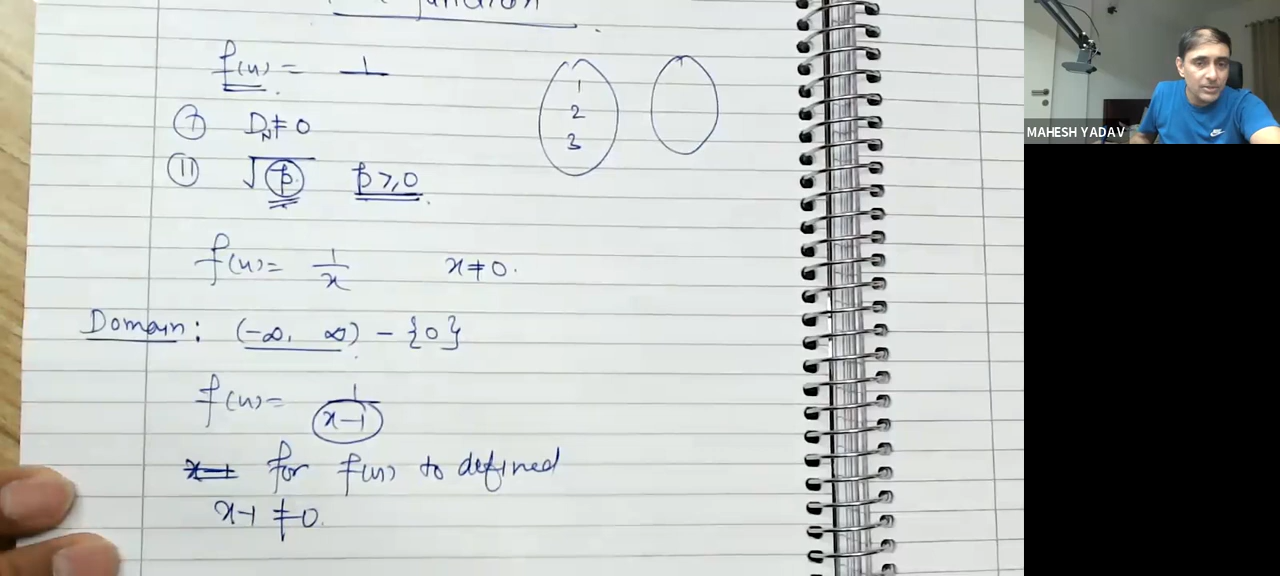 function
f(x) = 1
(I) Dr ≠ 0
(II) √p p ≥ 0
1
2
3
f(x) = 1/x x ≠ 0.
Domain: (-∞, ∞) - {0}
f(x) = 1/(x-1)
for f(x) to defined
x-1 ≠ 0.
MAHESH YADAV